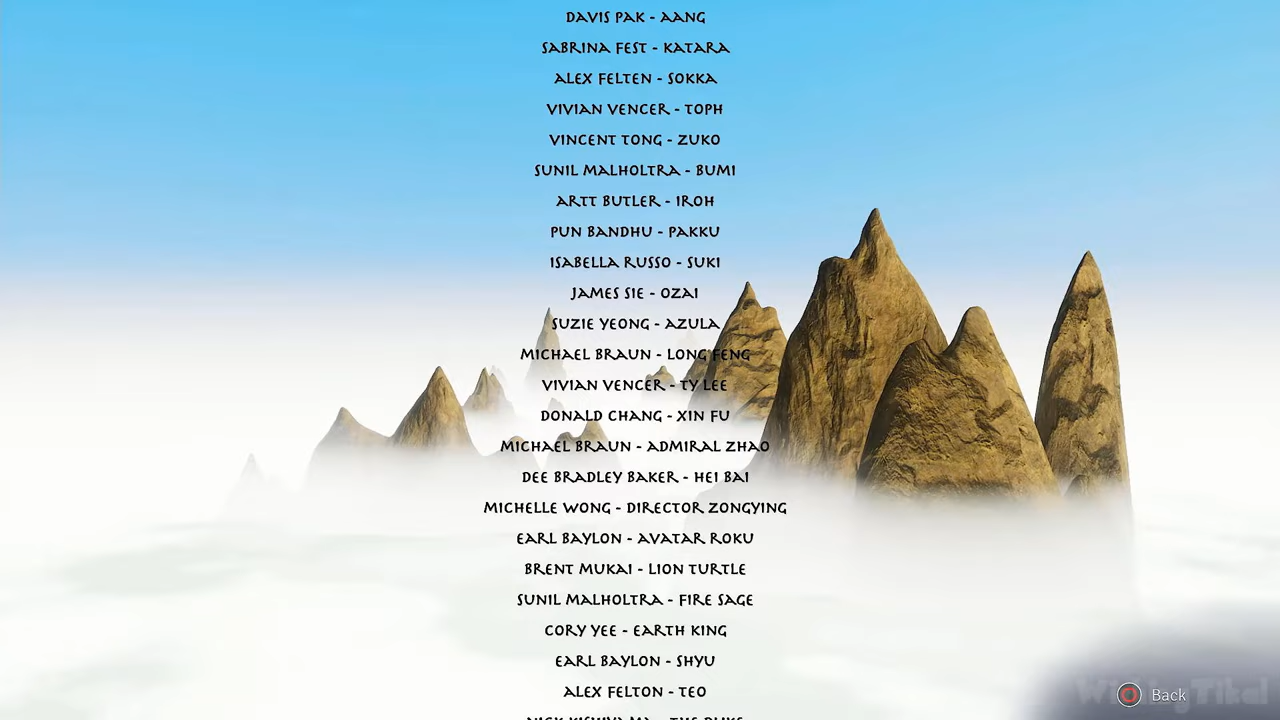 DAVIS PAK - AANG
SABRINA FEST - KATARA
ALEX FELTEN - SOKKA
VIVIAN VENCER - TOPH
VINCENT TONG - ZUKO
SUNIL MALHOLTRA - BUMI
ARTT BUTLER - IROH
PUN BANDHU - PAKKU
ISABELLA RUSSO - SUKI
JAMES SIE - OZAI
SUZIE YEONG - AZULA
MICHAEL BRAUN - LONG FENG
VIVIAN VENCER - TY LEE
DONALD CHANG - XIN FU
MICHAEL BRAUN - ADMIRAL ZHAO
DEE BRADLEY BAKER - HEI BAI
MICHELLE WONG - DIRECTOR ZONGYING
EARL BAYLON - AVATAR ROKU
BRENT MUKAI - LION TURTLE
SUNIL MALHOLTRA - FIRE SAGE
CORY YEE - EARTH KING
EARL BAYLON - SHYU
ALEX FELTON - TEO
Back